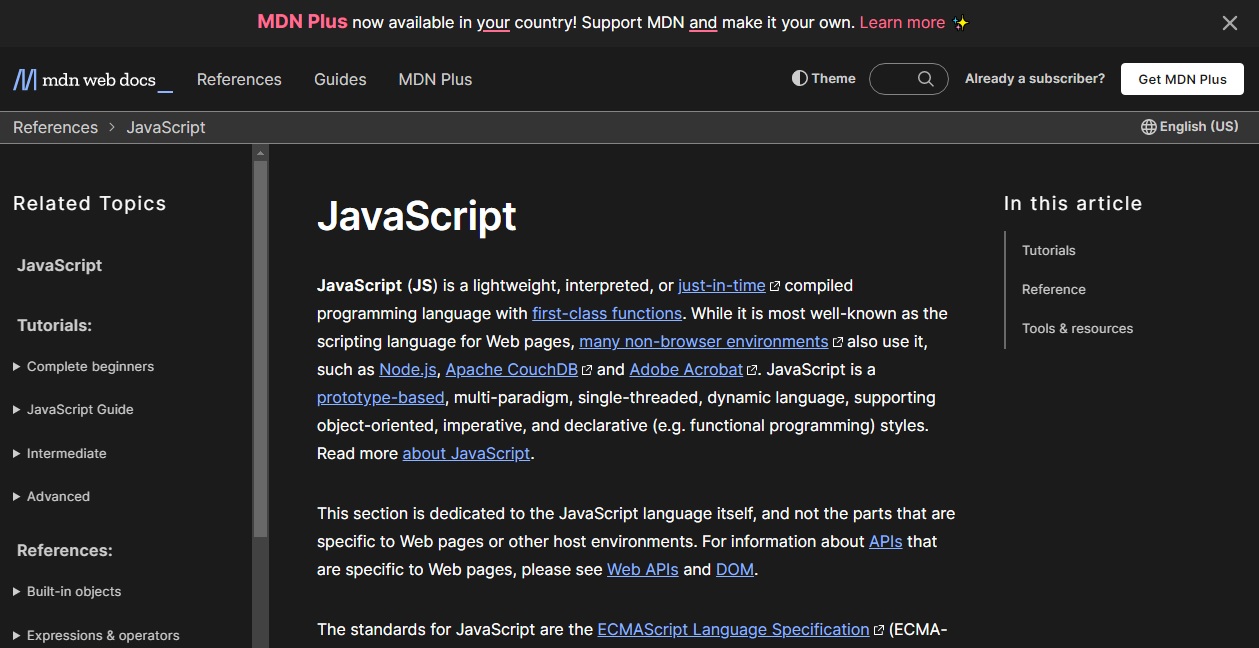 MDN Plus now available in your country! Support MDN and make it your own. Learn more ✨
mdn web docs_ References Guides MDN Plus Theme Already a subscriber? Get MDN Plus
References > JavaScript English (US)
Related Topics
JavaScript
Tutorials:
Complete beginners
JavaScript Guide
Intermediate
Advanced
References:
Built-in objects
Expressions & operators
JavaScript
JavaScript (JS) is a lightweight, interpreted, or just-in-time compiled
programming language with first-class functions. While it is most well-known as the
scripting language for Web pages, many non-browser environments also use it,
such as Node.js, Apache CouchDB and Adobe Acrobat. JavaScript is a
prototype-based, multi-paradigm, single-threaded, dynamic language, supporting
object-oriented, imperative, and declarative (e.g. functional programming) styles.
Read more about JavaScript.
This section is dedicated to the JavaScript language itself, and not the parts that are
specific to Web pages or other host environments. For information about APIs that
are specific to Web pages, please see Web APIs and DOM.
The standards for JavaScript are the ECMAScript Language Specification (ECMA-
In this article
Tutorials
Reference
Tools & resources